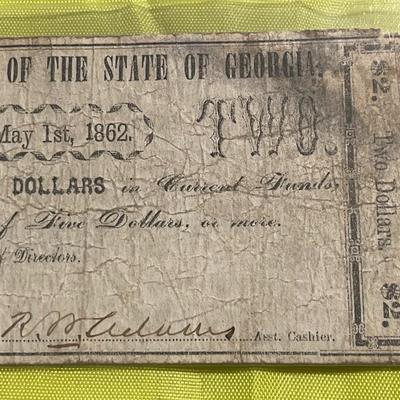 OF THE STATE OF GEORGIA.
May 1st, 1862.
TWO.
DOLLARS in Current Funds,
of Five Dollars, or more.
f Directors.
R. W. Adams
Asst. Cashier.
$2.
Two Dollars
$2.